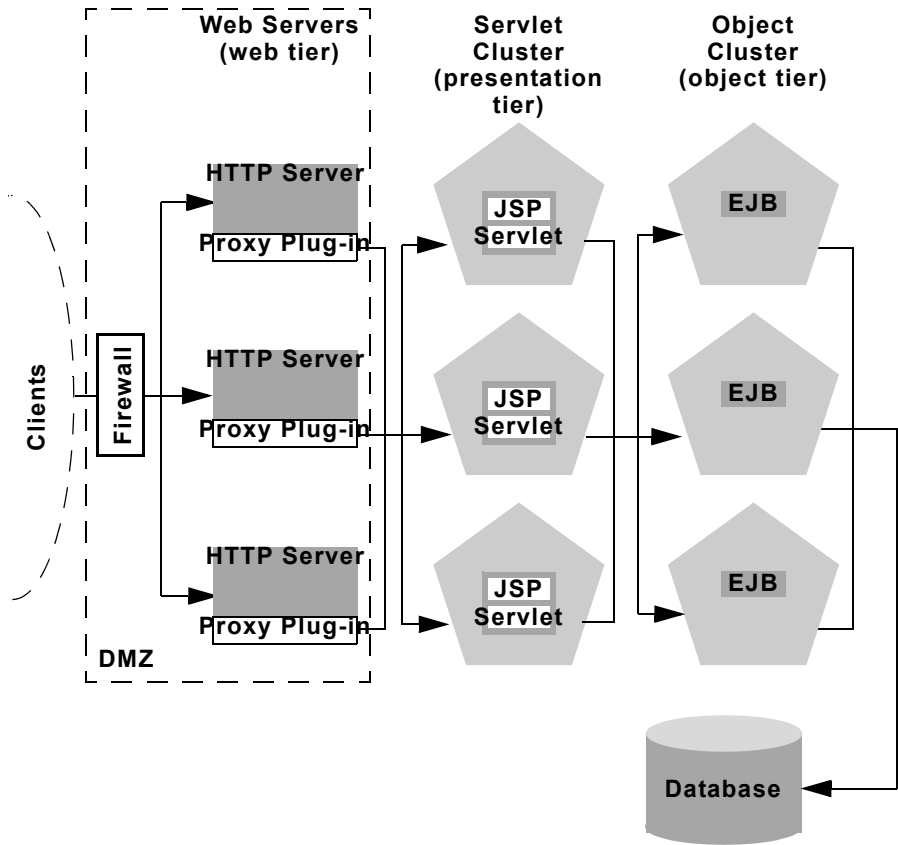 Web Servers
(web tier)
Servlet
Cluster
(presentation
tier)
Object
Cluster
(object tier)
HTTP Server
Proxy Plug-in
JSP
Servlet
EJB
Clients
Firewall
HTTP Server
Proxy Plug-in
JSP
Servlet
EJB
HTTP Server
Proxy Plug-in
JSP
Servlet
EJB
DMZ
Database